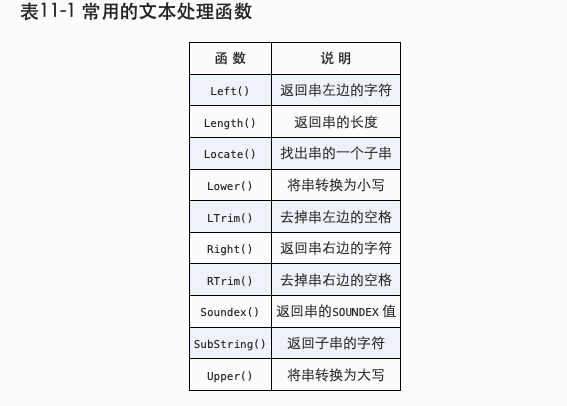 表11-1 常用的文本处理函数
函 数 说 明
Left() 返回串左边的字符
Length() 返回串的长度
Locate() 找出串的一个子串
Lower() 将串转换为小写
LTrim() 去掉串左边的空格
Right() 返回串右边的字符
RTrim() 去掉串右边的空格
Soundex() 返回串的SOUNDEX 值
SubString() 返回子串的字符
Upper() 将串转换为大写